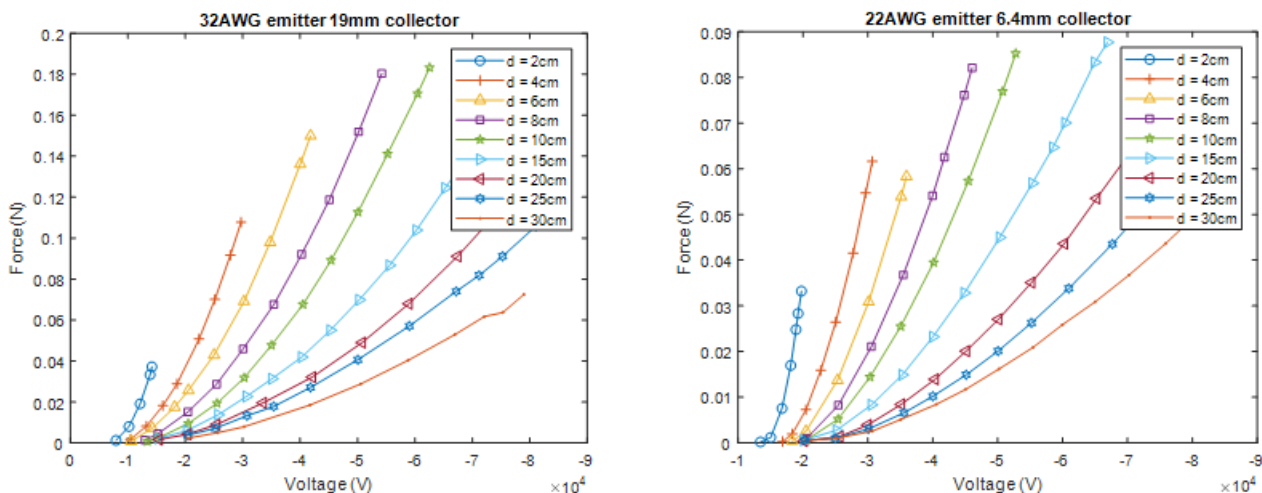 32AWG emitter 19mm collector
0.2
0.18
0.16
0.14
0.12
0.1
0.08
0.06
0.04
0.02
0
Force(N)
0 -1 -2 -3 -4 -5 -6 -7 -8 -9
Voltage (V)
×10⁴
d = 2cm
d = 4cm
d = 6cm
d = 8cm
d = 10cm
d = 15cm
d = 20cm
d = 25cm
d = 30cm
22AWG emitter 6.4mm collector
0.09
0.08
0.07
0.06
0.05
0.04
0.03
0.02
0.01
0
Force(N)
-1 -2 -3 -4 -5 -6 -7 -8 -9
Voltage (V)
×10⁴
d = 2cm
d = 4cm
d = 6cm
d = 8cm
d = 10cm
d = 15cm
d = 20cm
d = 25cm
d = 30cm